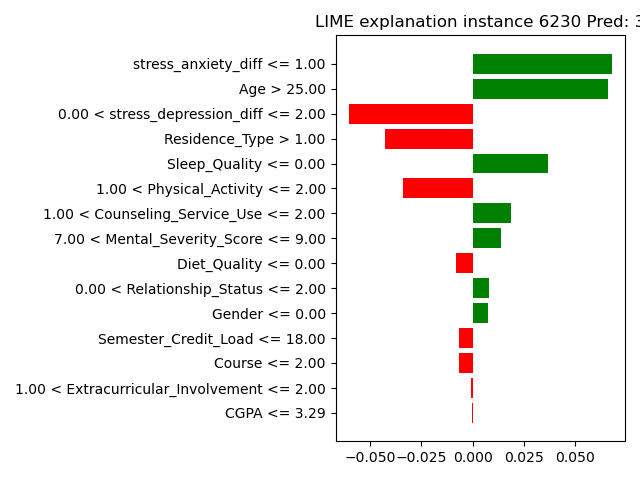 LIME explanation instance 6230 Pred: 3
stress_anxiety_diff <= 1.00
Age > 25.00
0.00 < stress_depression_diff <= 2.00
Residence_Type > 1.00
Sleep_Quality <= 0.00
1.00 < Physical_Activity <= 2.00
1.00 < Counseling_Service_Use <= 2.00
7.00 < Mental_Severity_Score <= 9.00
Diet_Quality <= 0.00
0.00 < Relationship_Status <= 2.00
Gender <= 0.00
Semester_Credit_Load <= 18.00
Course <= 2.00
1.00 < Extracurricular_Involvement <= 2.00
CGPA <= 3.29
−0.050 −0.025 0.000 0.025 0.050